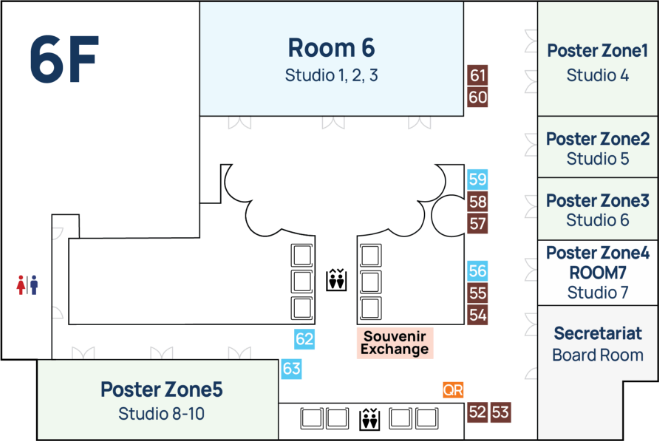 6F
Room 6
Studio 1, 2, 3
61
60
Poster Zone1
Studio 4
Poster Zone2
Studio 5
59
58
57
Poster Zone3
Studio 6
56
55
54
Poster Zone4
ROOM7
Studio 7
62
Souvenir
Exchange
Secretariat
Board Room
63
Poster Zone5
Studio 8-10
QR
52 53